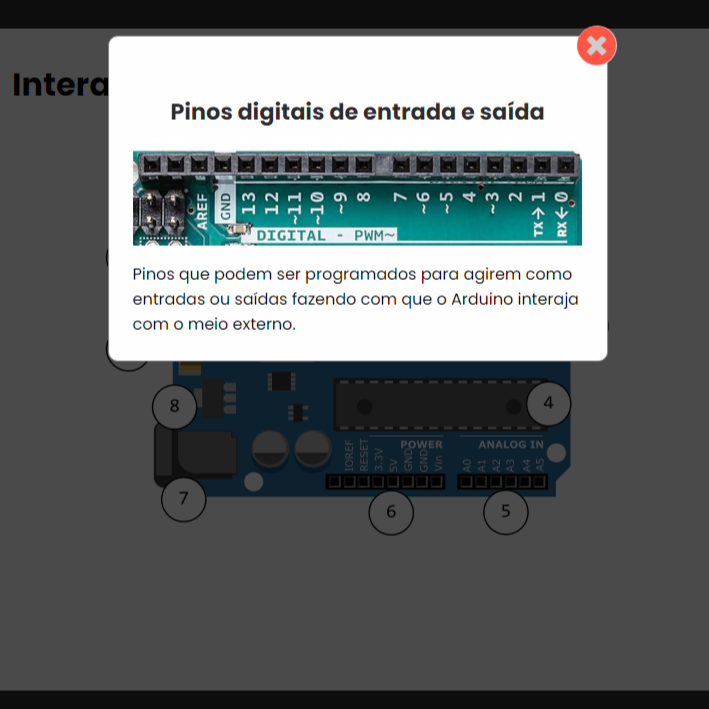 Intera
Pinos digitais de entrada e saída
AREF GND 13 12 ~11 ~10 ~9 8 7 ~6 ~5 4 ~3 2 TX→1 RX←0
DIGITAL - PWM~
Pinos que podem ser programados para agirem como
entradas ou saídas fazendo com que o Arduino interaja
com o meio externo.
8
4
POWER ANALOG IN
IOREF RESET 3.3V 5V GND GND Vin A0 A1 A2 A3 A4 A5
7
6
5